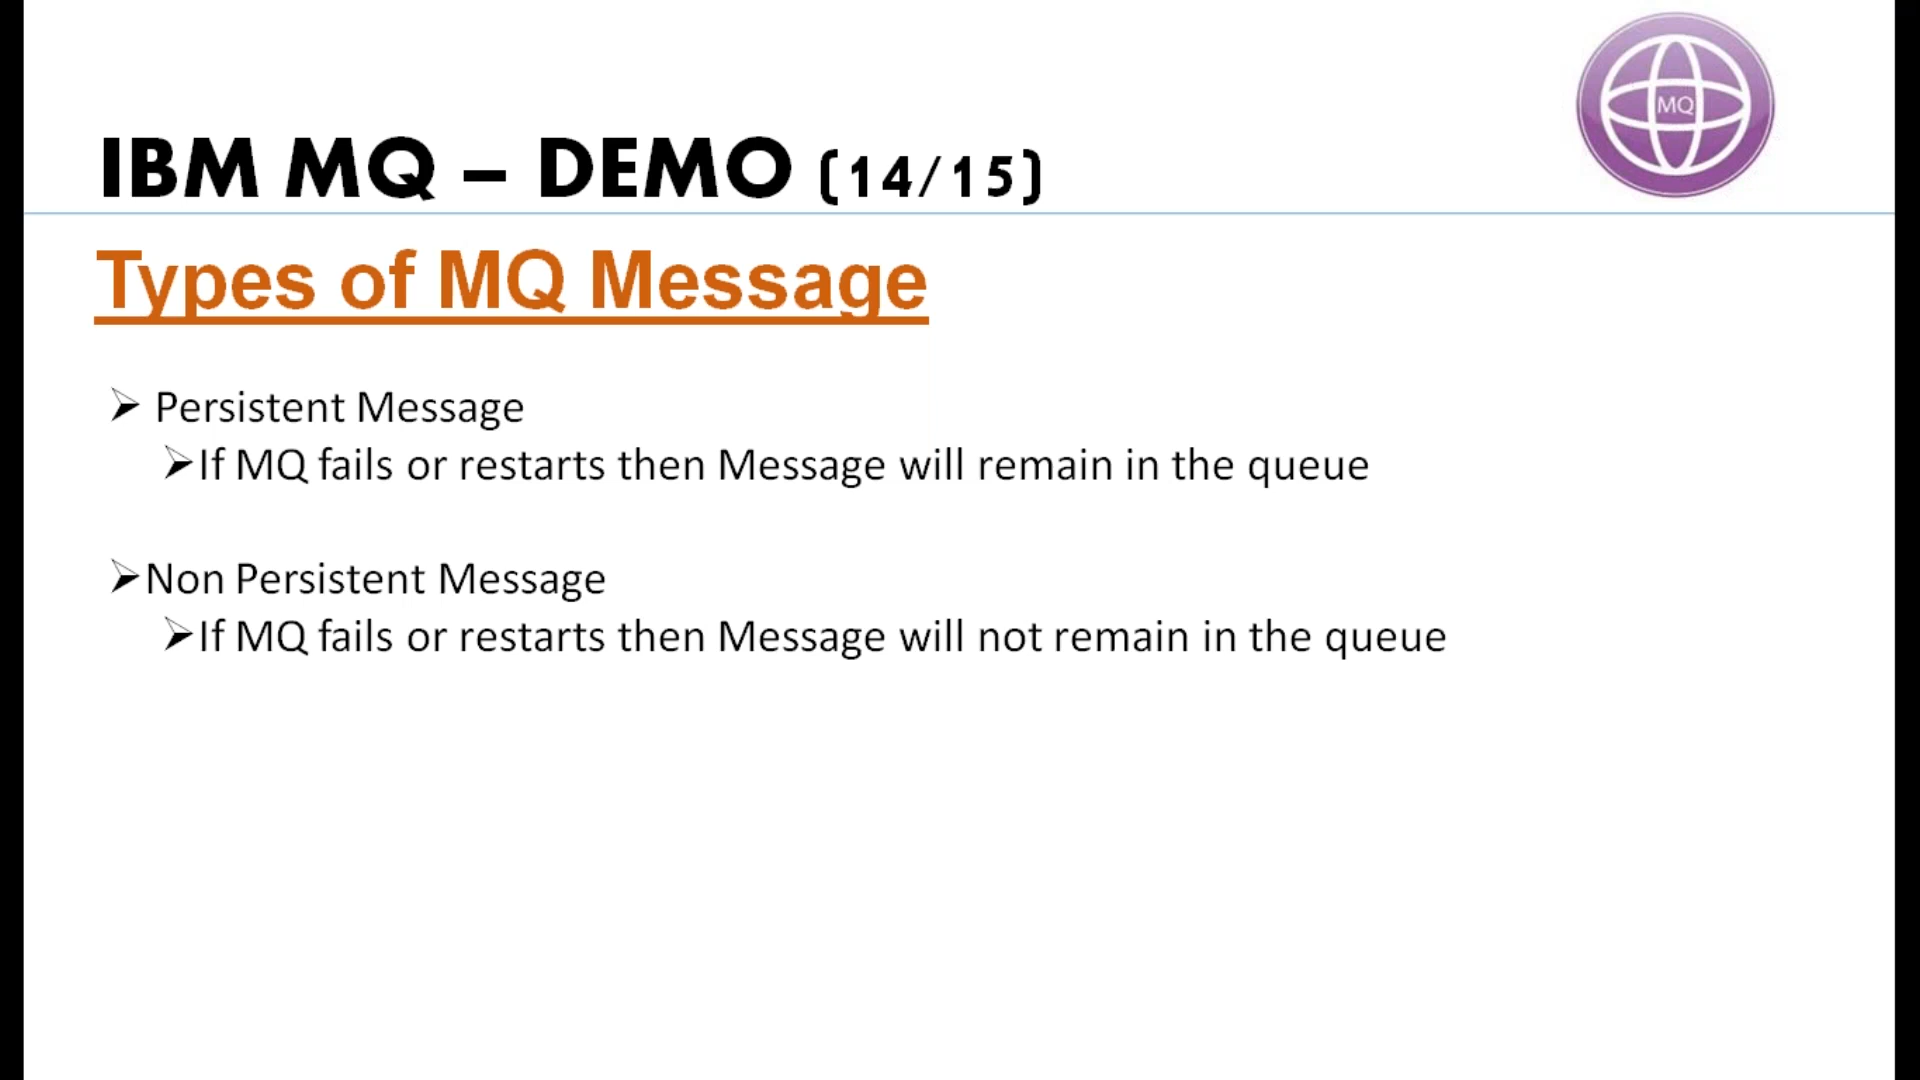 MQ
IBM MQ – DEMO (14/15)
Types of MQ Message
➢ Persistent Message
➢If MQ fails or restarts then Message will remain in the queue
➢Non Persistent Message
➢If MQ fails or restarts then Message will not remain in the queue